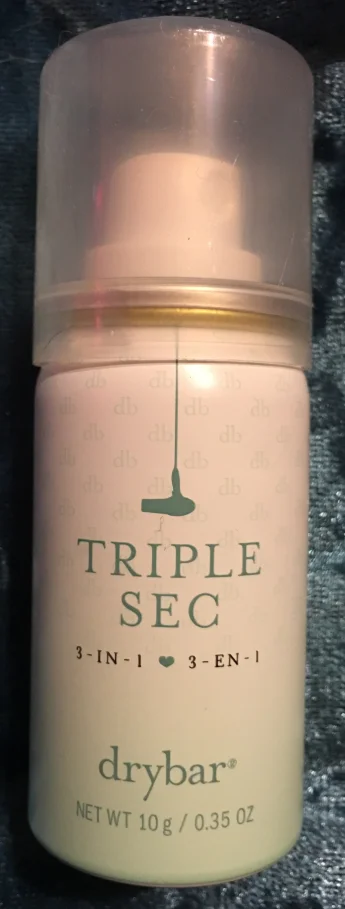 TRIPLE
SEC
3-IN-1 ♥ 3-EN-1
drybar®
NET WT 10 g / 0.35 OZ